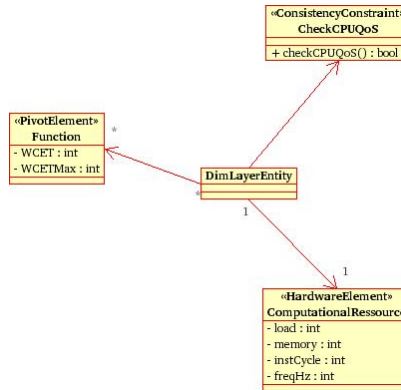 «ConsistencyConstraint»
CheckCPUQoS
+ checkCPUQoS() : bool
«PivotElement»
Function
- WCET : int
- WCETMax : int
*
DimLayerEntity
*
1
1
«HardwareElement»
ComputationalRessource
- load : int
- memory : int
- instCycle : int
- freqHz : int